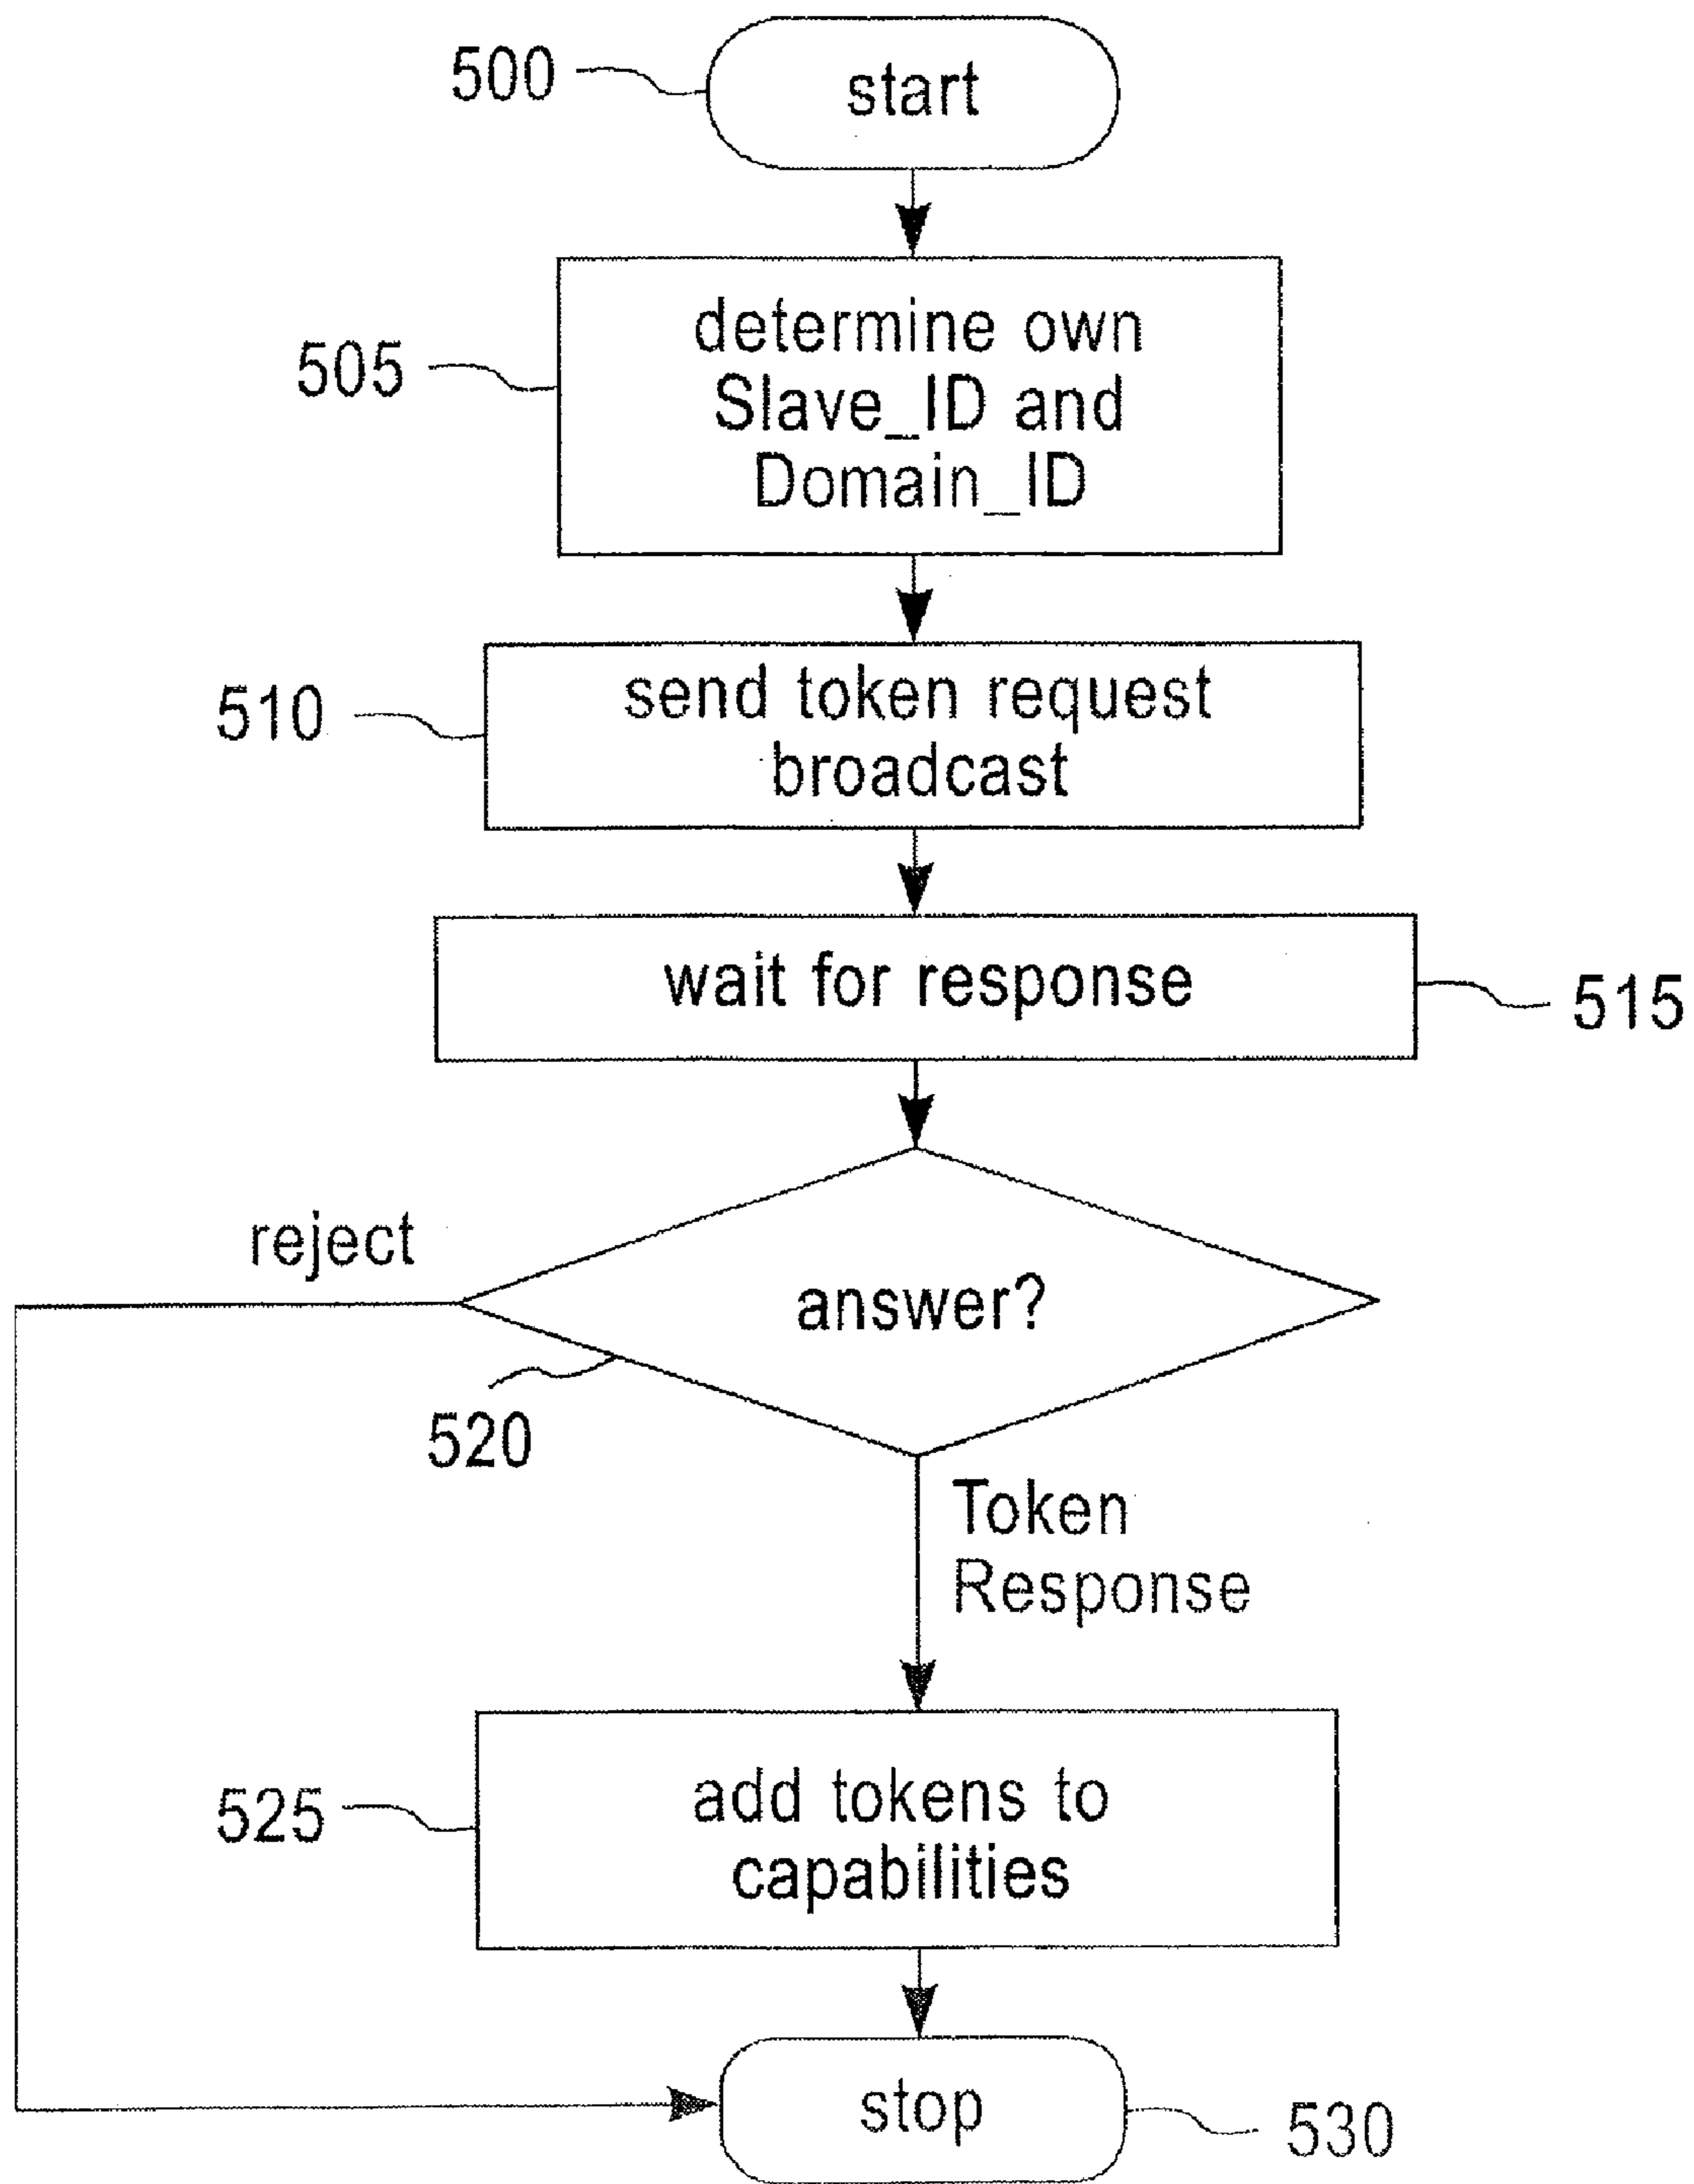 500
start
505
determine own
Slave_ID and
Domain_ID
510
send token request
broadcast
wait for response
515
reject
answer?
520
Token
Response
525
add tokens to
capabilities
stop
530